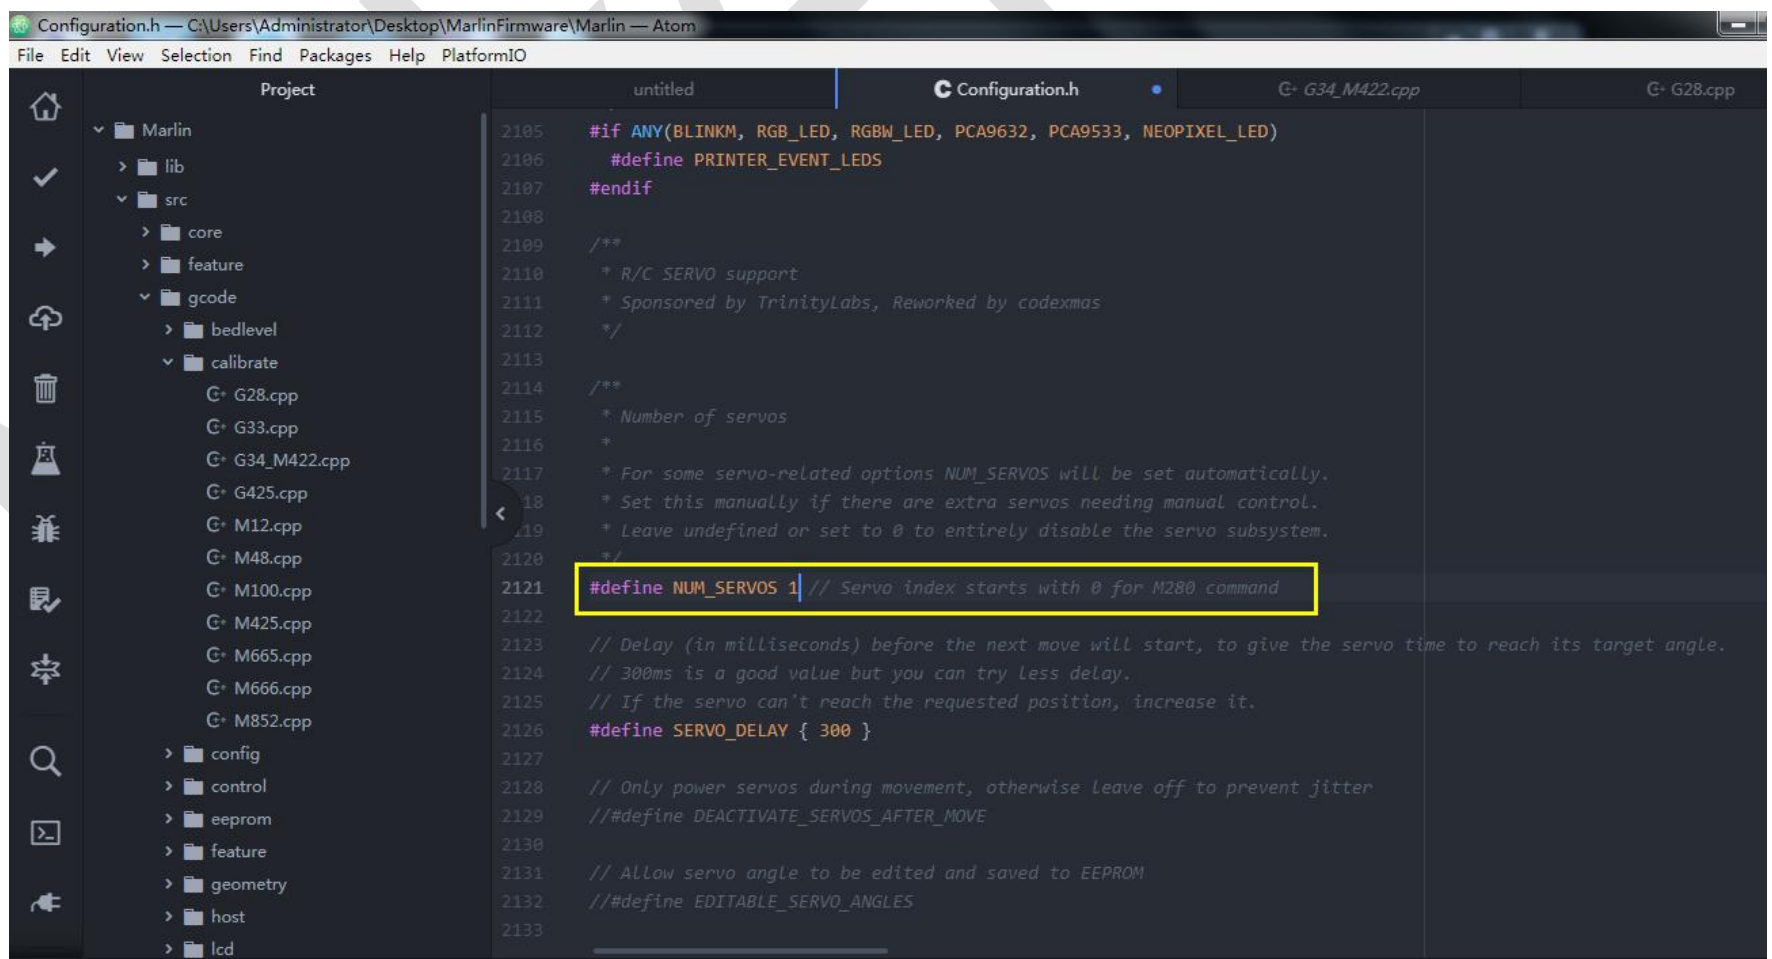 Configuration.h — C:\Users\Administrator\Desktop\MarlinFirmware\Marlin — Atom
File Edit View Selection Find Packages Help PlatformIO
Project
untitled
Configuration.h
G34_M422.cpp
G28.cpp
Marlin
lib
src
core
feature
gcode
bedlevel
calibrate
G28.cpp
G33.cpp
G34_M422.cpp
G425.cpp
M12.cpp
M48.cpp
M100.cpp
M425.cpp
M665.cpp
M666.cpp
M852.cpp
config
control
eeprom
feature
geometry
host
lcd
2105 #if ANY(BLINKM, RGB_LED, RGBW_LED, PCA9632, PCA9533, NEOPIXEL_LED)
2106 #define PRINTER_EVENT_LEDS
2107 #endif
2108
2109 /**
2110 * R/C SERVO support
2111 * Sponsored by TrinityLabs, Reworked by codexmas
2112 */
2113
2114 /**
2115 * Number of servos
2116 *
2117 * For some servo-related options NUM_SERVOS will be set automatically.
18 * Set this manually if there are extra servos needing manual control.
19 * Leave undefined or set to 0 to entirely disable the servo subsystem.
2120 */
2121 #define NUM_SERVOS 1 // Servo index starts with 0 for M280 command
2122
2123 // Delay (in milliseconds) before the next move will start, to give the servo time to reach its target angle.
2124 // 300ms is a good value but you can try less delay.
2125 // If the servo can't reach the requested position, increase it.
2126 #define SERVO_DELAY { 300 }
2127
2128 // Only power servos during movement, otherwise leave off to prevent jitter
2129 //#define DEACTIVATE_SERVOS_AFTER_MOVE
2130
2131 // Allow servo angle to be edited and saved to EEPROM
2132 //#define EDITABLE_SERVO_ANGLES
2133